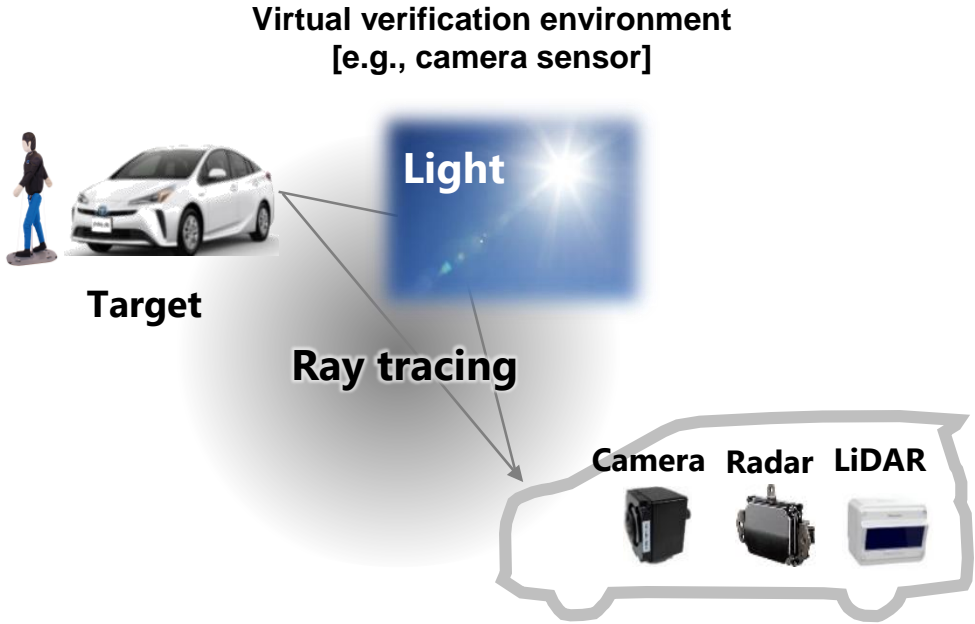 Virtual verification environment
[e.g., camera sensor]
Light
Target
Ray tracing
Camera Radar LiDAR